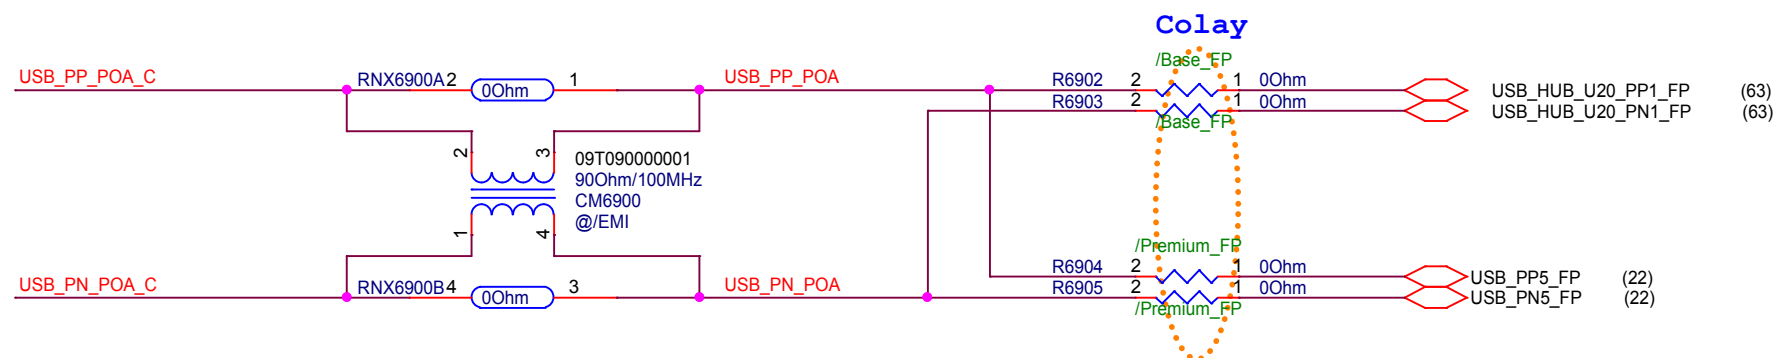 Colay
/Base_FP
USB_PP_POA_C RNX6900A 2 0Ohm 1 USB_PP_POA R6902 2 1 0Ohm USB_HUB_U20_PP1_FP (63)
R6903 2 1 0Ohm USB_HUB_U20_PN1_FP (63)
/Base_FP
2 3 09T090000001
90Ohm/100MHz
CM6900
@/EMI
1 4
/Premium_FP
R6904 2 1 0Ohm USB_PP5_FP (22)
USB_PN_POA_C RNX6900B 4 0Ohm 3 USB_PN_POA R6905 2 1 0Ohm USB_PN5_FP (22)
/Premium_FP